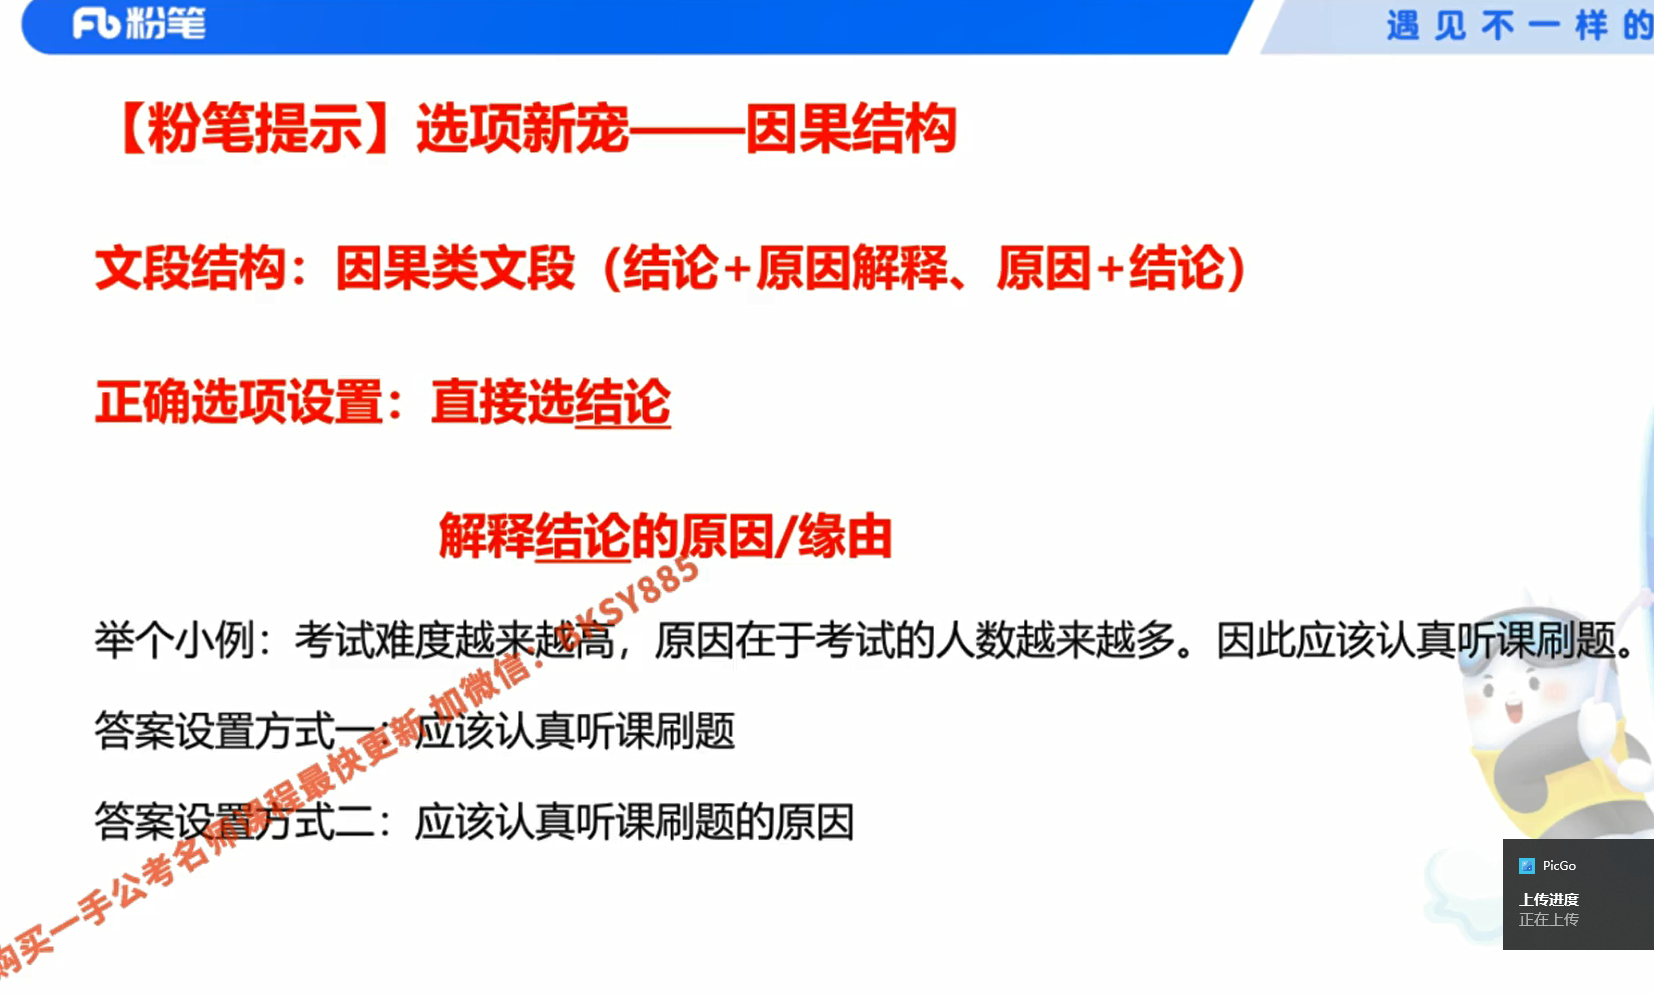 粉笔
遇见不一样的
【粉笔提示】选项新宠——因果结构
文段结构：因果类文段（结论+原因解释、原因+结论）
正确选项设置：直接选结论
解释结论的原因/缘由
举个小例：考试难度越来越高，原因在于考试的人数越来越多。因此应该认真听课刷题。
答案设置方式一：应该认真听课刷题
答案设置方式二：应该认真听课刷题的原因
购买一手公考名师课程最快更新 加微信：BKSY885
PicGo
上传进度
正在上传